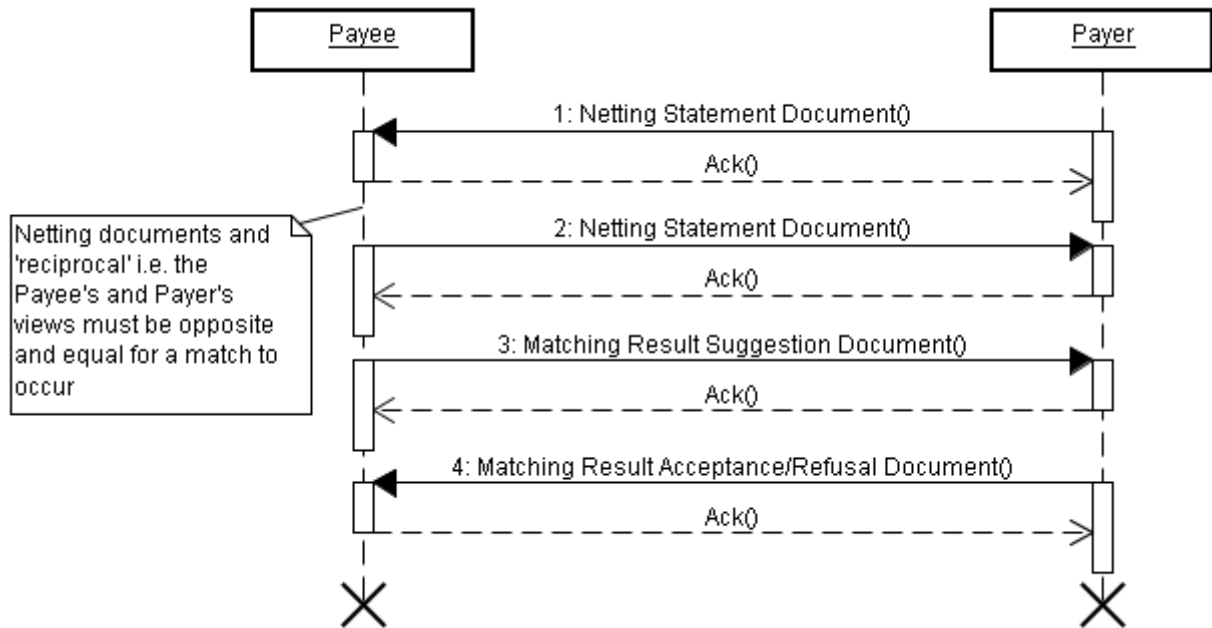 Payee
Payer
1: Netting Statement Document()
Ack()
Netting documents and
'reciprocal' i.e. the
Payee's and Payer's
views must be opposite
and equal for a match to
occur
2: Netting Statement Document()
Ack()
3: Matching Result Suggestion Document()
Ack()
4: Matching Result Acceptance/Refusal Document()
Ack()